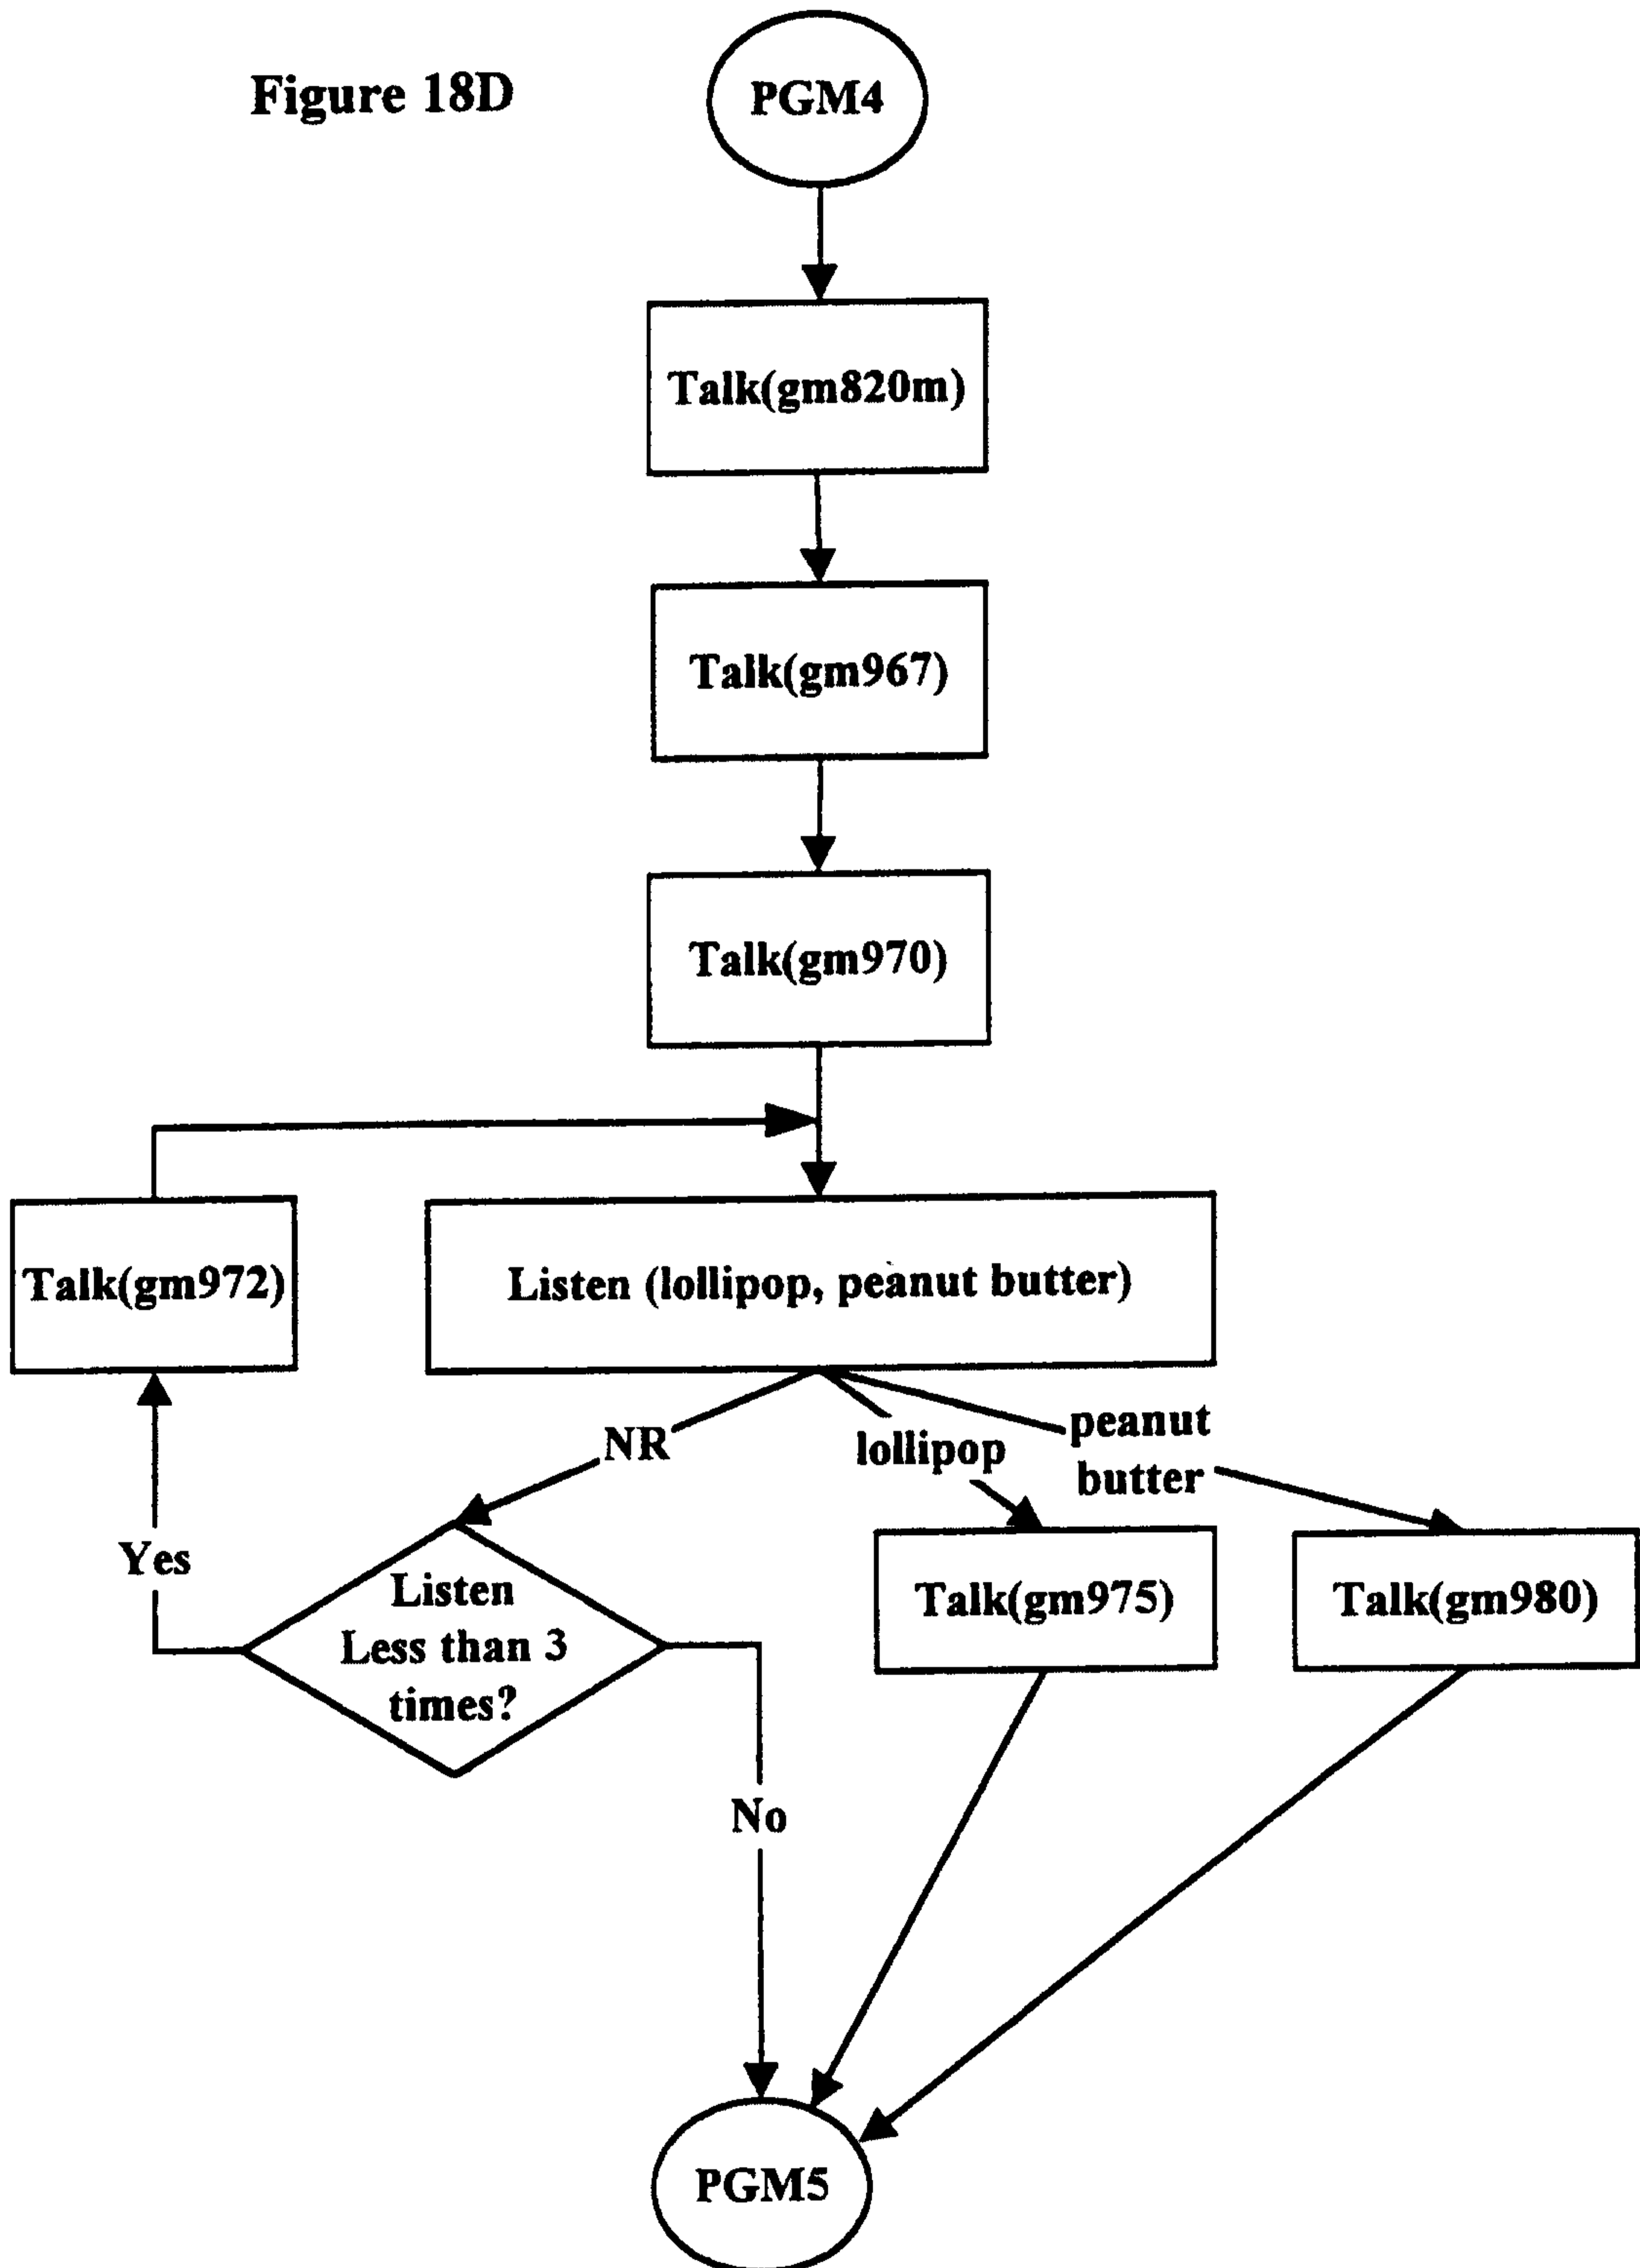 Figure 18D
PGM4
Talk(gm820m)
Talk(gm967)
Talk(gm970)
Talk(gm972)
Listen (lollipop, peanut butter)
NR
lollipop
peanut
butter
Yes
Listen
Less than 3
times?
Talk(gm975)
Talk(gm980)
No
PGM5